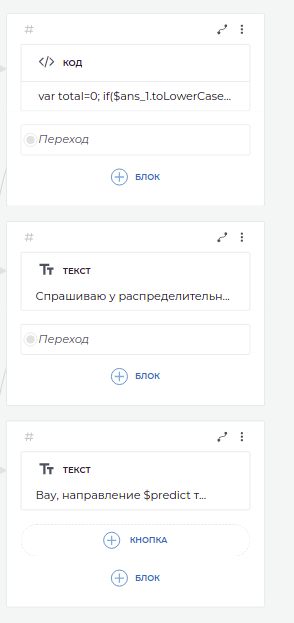 #
</> КОД
var total=0; if($ans_1.toLowerCase...
Переход
БЛОК
#
Тт ТЕКСТ
Спрашиваю у распределительн...
Переход
БЛОК
#
Тт ТЕКСТ
Вау, направление $predict т...
КНОПКА
БЛОК